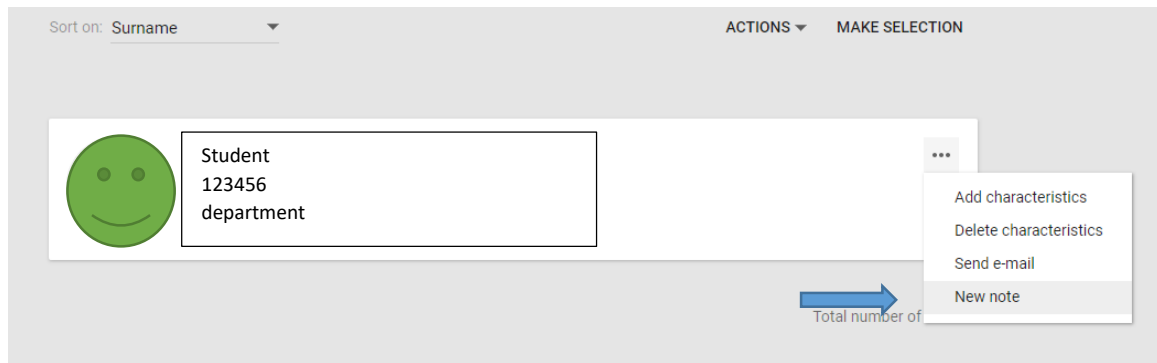 Sort on: Surname
ACTIONS MAKE SELECTION
Student
123456
department
Add characteristics
Delete characteristics
Send e-mail
New note
Total number of